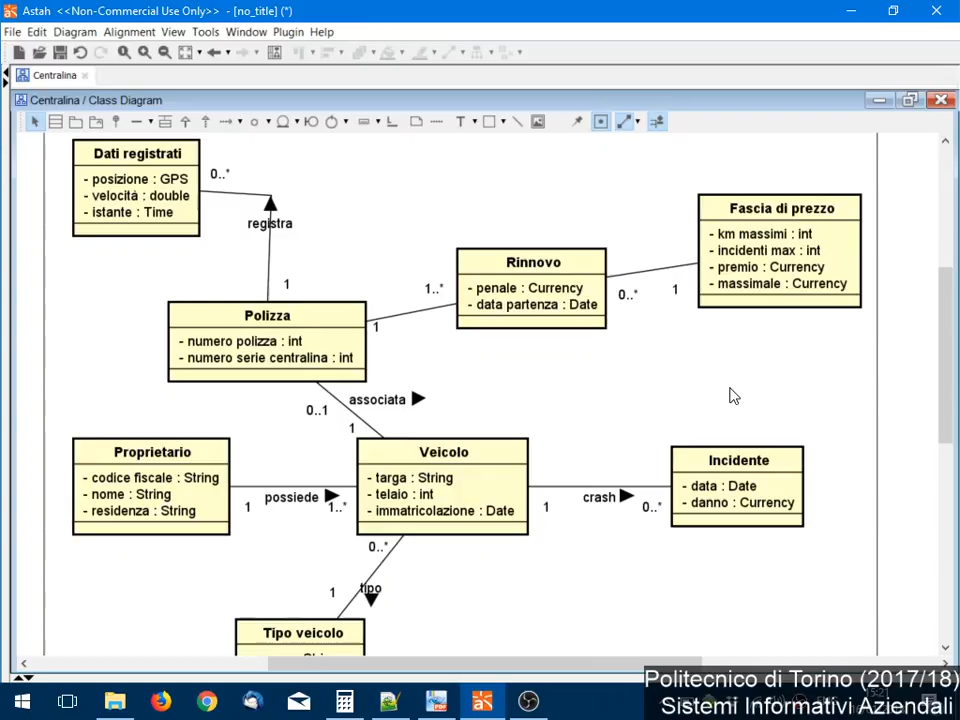 Astah <<Non-Commercial Use Only>> - [no_title] (*)
File Edit Diagram Alignment View Tools Window Plugin Help
Centralina
Centralina / Class Diagram
T
Dati registrati
- posizione : GPS
- velocità : double
- istante : Time
0..*
registra
1
Fascia di prezzo
- km massimi : int
- incidenti max : int
- premio : Currency
- massimale : Currency
Rinnovo
- penale : Currency
- data partenza : Date
1..*
0..*
1
Polizza
- numero polizza : int
- numero serie centralina : int
1
associata
0..1
1
Proprietario
- codice fiscale : String
- nome : String
- residenza : String
possiede
1
1..*
Veicolo
- targa : String
- telaio : int
- immatricolazione : Date
crash
1
0..*
Incidente
- data : Date
- danno : Currency
0..*
tipo
1
Tipo veicolo
Politecnico di Torino (2017/18)
Sistemi Informativi Aziendali